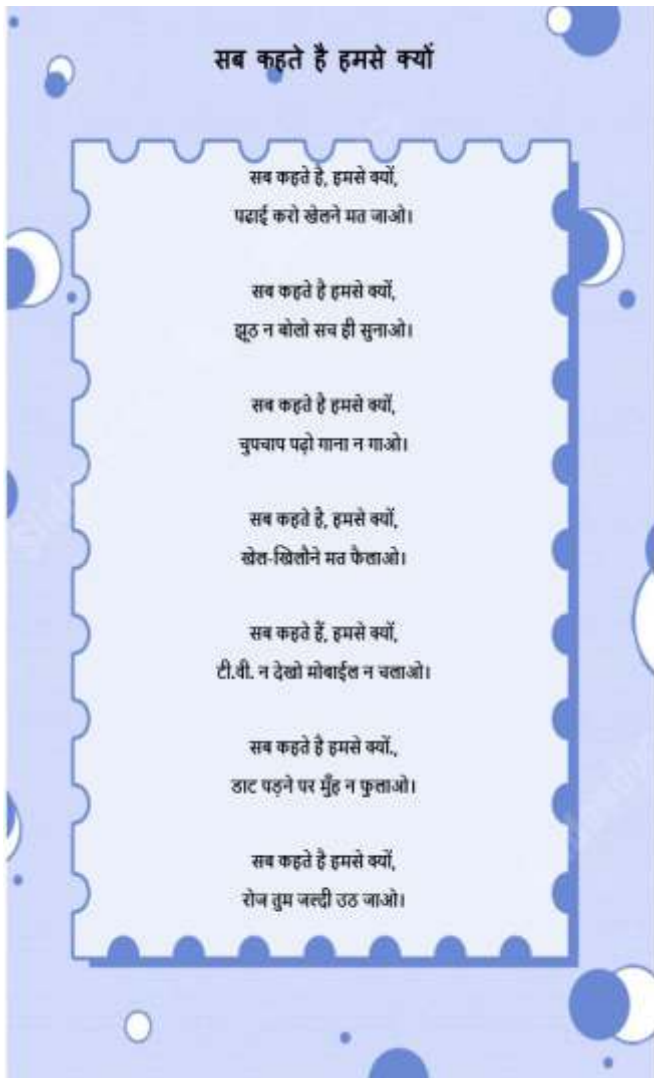 सब कहते है हमसे क्यों
सब कहते है, हमसे क्यों,
पढाई करो खेलने मत जाओ।
सब कहते है हमसे क्यों,
झूठ न बोलो सच ही सुनाओ।
सब कहते है हमसे क्यों,
चुपचाप पढ़ो गाना न गाओ।
सब कहते है, हमसे क्यों,
खेल-खिलौने मत फैलाओ।
सब कहते हैं, हमसे क्यों,
टी.वी. न देखो मोबाईल न चलाओ।
सब कहते है हमसे क्यों.,
डाट पड़ने पर मुँह न फुलाओ।
सब कहते है हमसे क्यों,
रोज तुम जल्दी उठ जाओ।